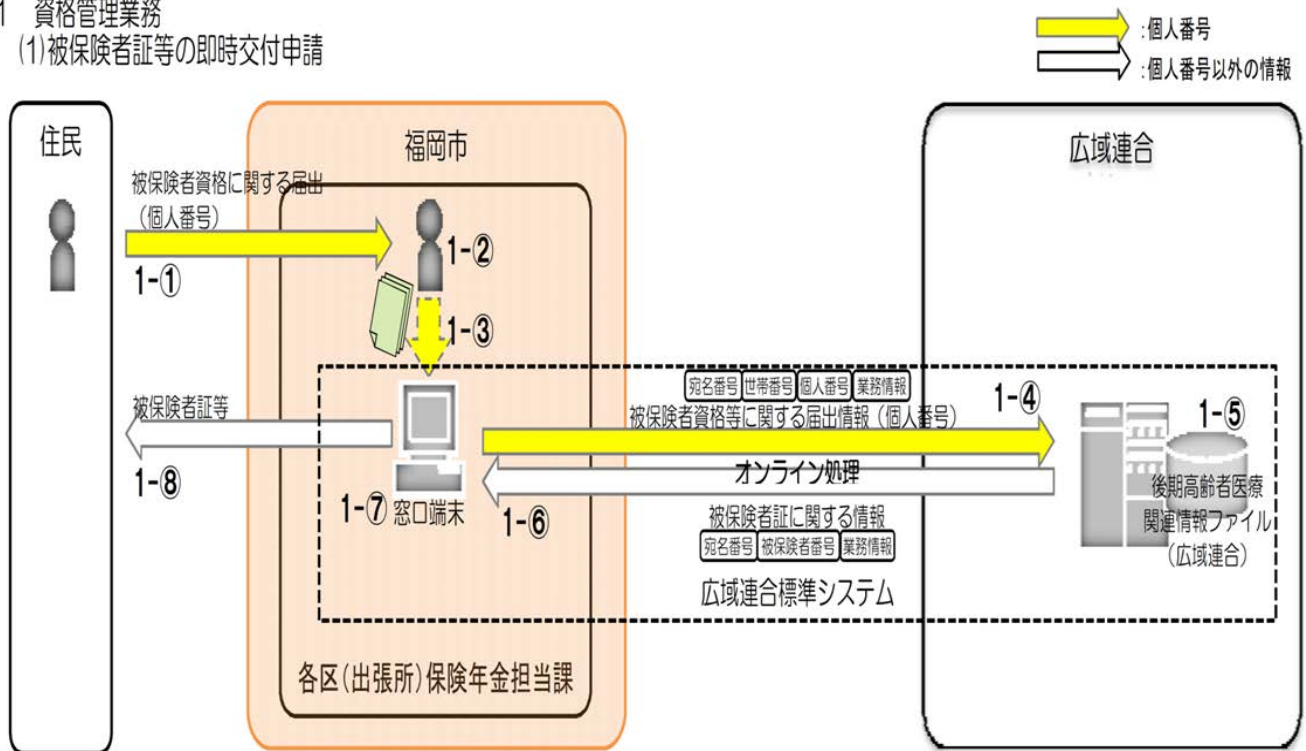 1　資格管理業務
(1)被保険者証等の即時交付申請
:個人番号
:個人番号以外の情報
住民
福岡市
広域連合
被保険者資格に関する届出
（個人番号）
1-①
1-②
1-③
宛名番号 世帯番号 個人番号 業務情報
被保険者資格等に関する届出情報（個人番号）
1-④
1-⑤
被保険者証等
1-⑧
オンライン処理
1-⑦ 窓口端末
1-⑥
被保険者証に関する情報
宛名番号 被保険者番号 業務情報
後期高齢者医療
関連情報ファイル
（広域連合）
広域連合標準システム
各区（出張所）保険年金担当課